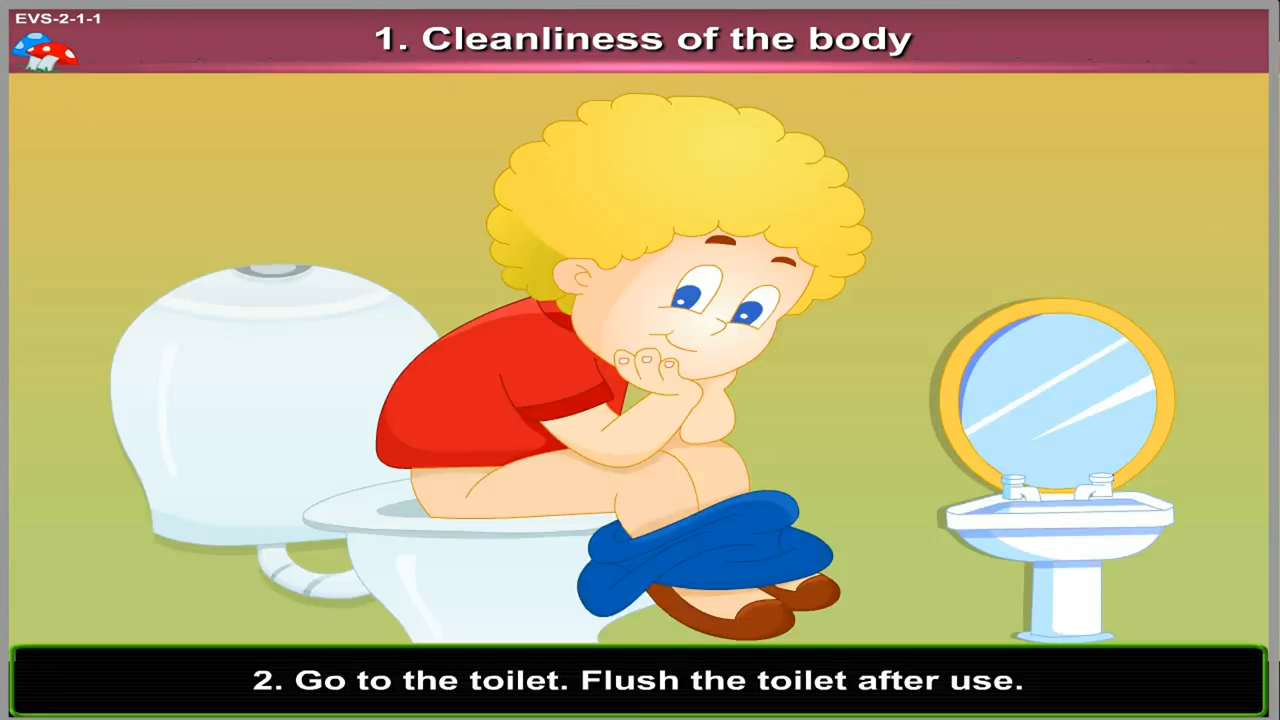 EVS-2-1-1
1. Cleanliness of the body
2. Go to the toilet. Flush the toilet after use.